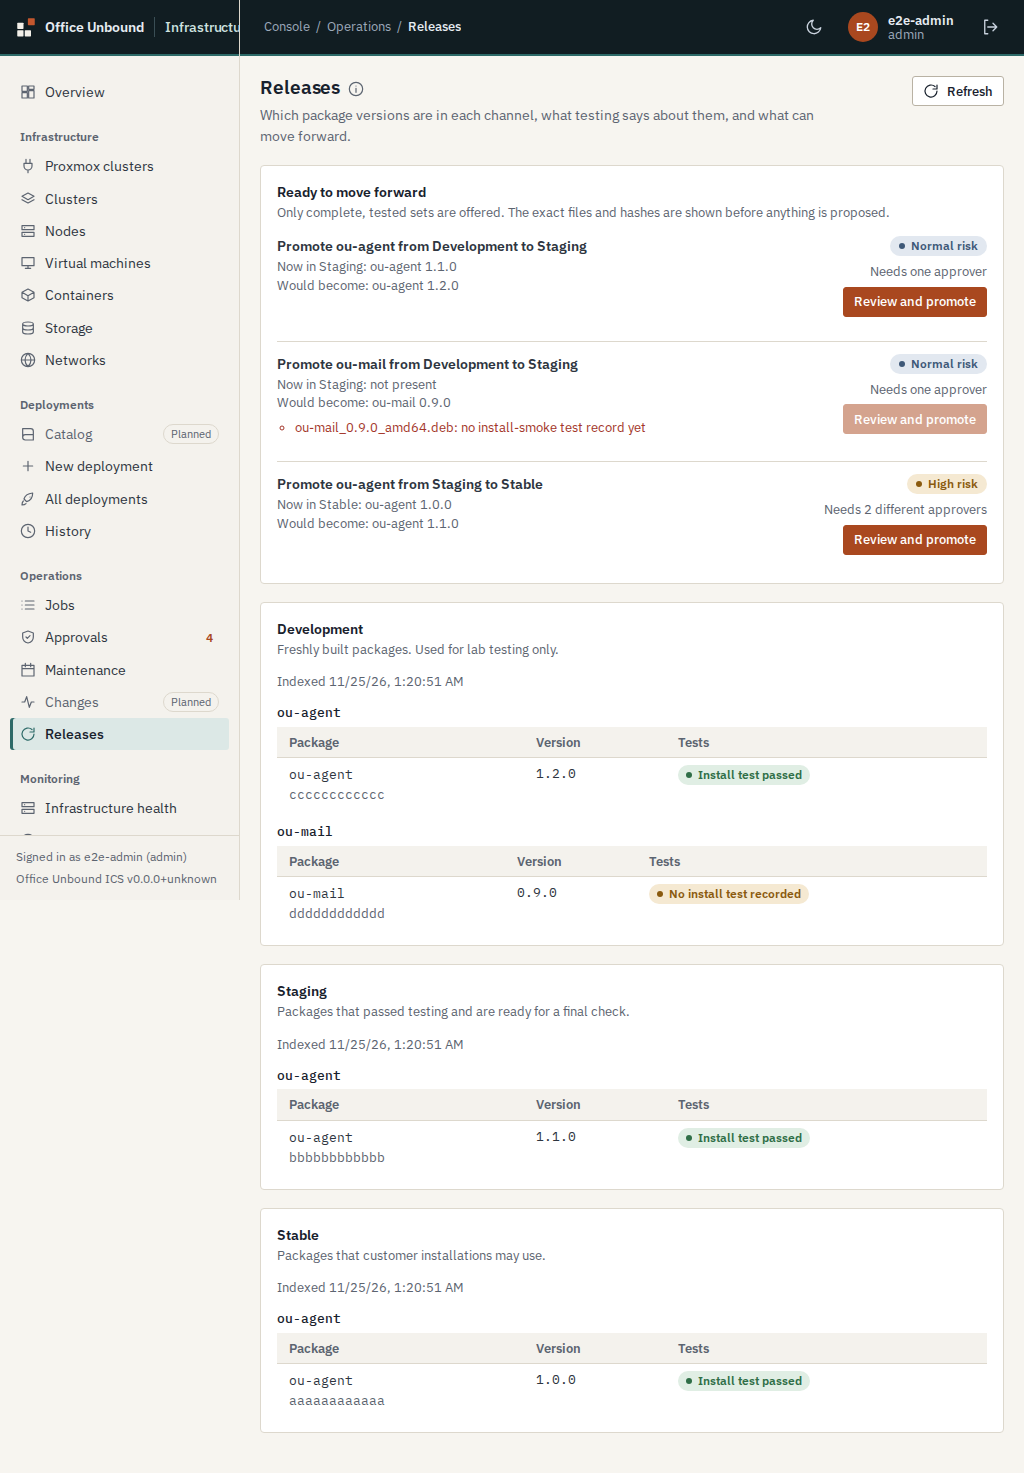 Office Unbound
Infrastructu
Console / Operations / Releases
E2
e2e-admin
admin
Overview
Infrastructure
Proxmox clusters
Clusters
Nodes
Virtual machines
Containers
Storage
Networks
Deployments
Catalog Planned
New deployment
All deployments
History
Operations
Jobs
Approvals 4
Maintenance
Changes Planned
Releases
Monitoring
Infrastructure health
Signed in as e2e-admin (admin)
Office Unbound ICS v0.0.0+unknown
Releases
Refresh
Which package versions are in each channel, what testing says about them, and what can
move forward.
Ready to move forward
Only complete, tested sets are offered. The exact files and hashes are shown before anything is proposed.
Promote ou-agent from Development to Staging
Now in Staging: ou-agent 1.1.0
Would become: ou-agent 1.2.0
Normal risk
Needs one approver
Review and promote
Promote ou-mail from Development to Staging
Now in Staging: not present
Would become: ou-mail 0.9.0
ou-mail_0.9.0_amd64.deb: no install-smoke test record yet
Normal risk
Needs one approver
Review and promote
Promote ou-agent from Staging to Stable
Now in Stable: ou-agent 1.0.0
Would become: ou-agent 1.1.0
High risk
Needs 2 different approvers
Review and promote
Development
Freshly built packages. Used for lab testing only.
Indexed 11/25/26, 1:20:51 AM
ou-agent
Package Version Tests
ou-agent 1.2.0 Install test passed
cccccccccccc
ou-mail
Package Version Tests
ou-mail 0.9.0 No install test recorded
dddddddddddd
Staging
Packages that passed testing and are ready for a final check.
Indexed 11/25/26, 1:20:51 AM
ou-agent
Package Version Tests
ou-agent 1.1.0 Install test passed
bbbbbbbbbbbb
Stable
Packages that customer installations may use.
Indexed 11/25/26, 1:20:51 AM
ou-agent
Package Version Tests
ou-agent 1.0.0 Install test passed
aaaaaaaaaaaa